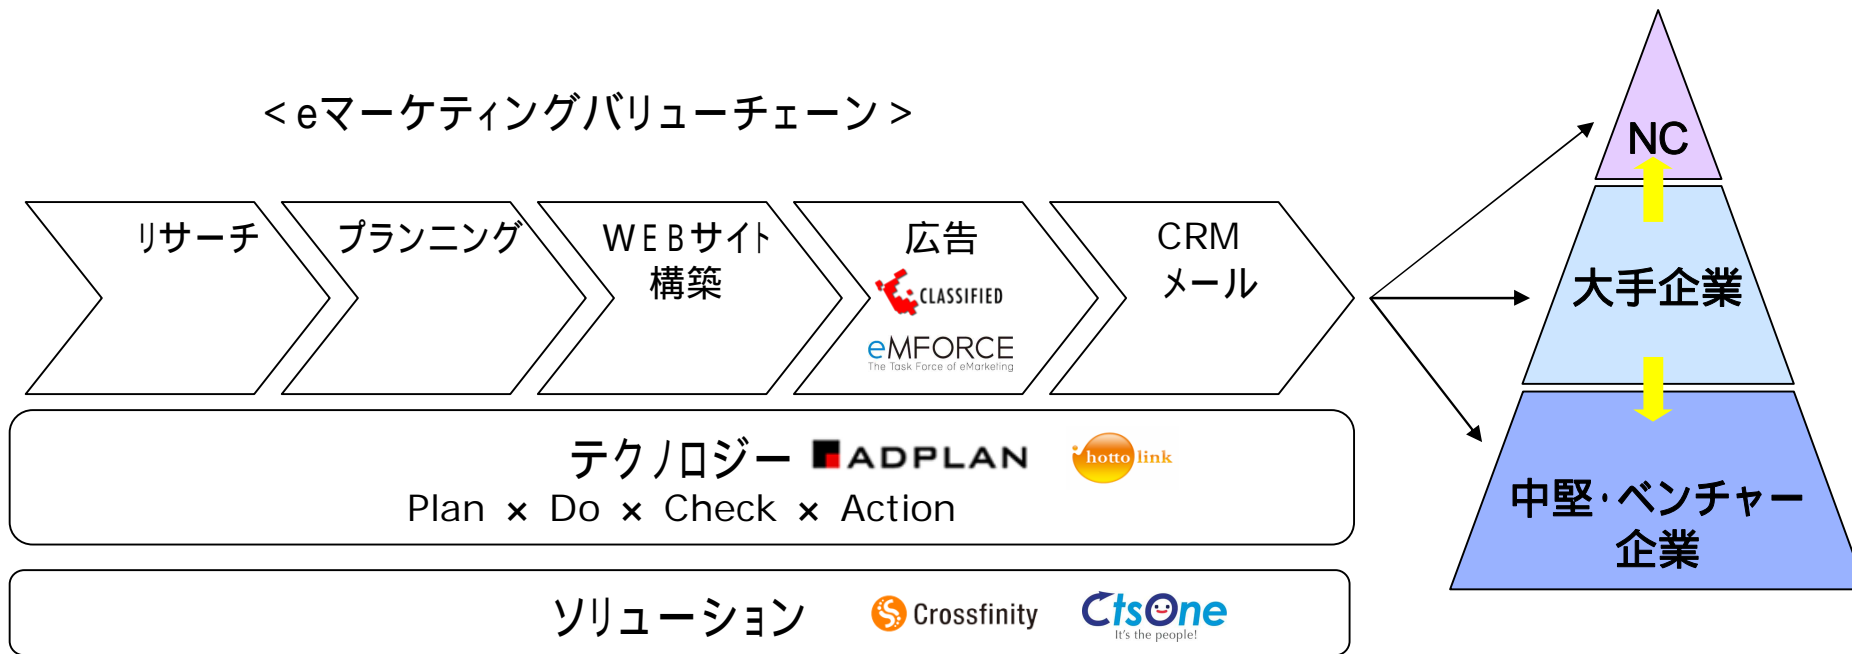 <eマーケティングバリューチェーン>
リサーチ
プランニング
WEBサイト
構築
広告
CLASSIFIED
eMFORCE
The Task Force of eMarketing
CRM
メール
テクノロジー ADPLAN hotto link
Plan × Do × Check × Action
ソリューション Crossfinity CtsOne
It's the people!
NC
大手企業
中堅・ベンチャー
企業